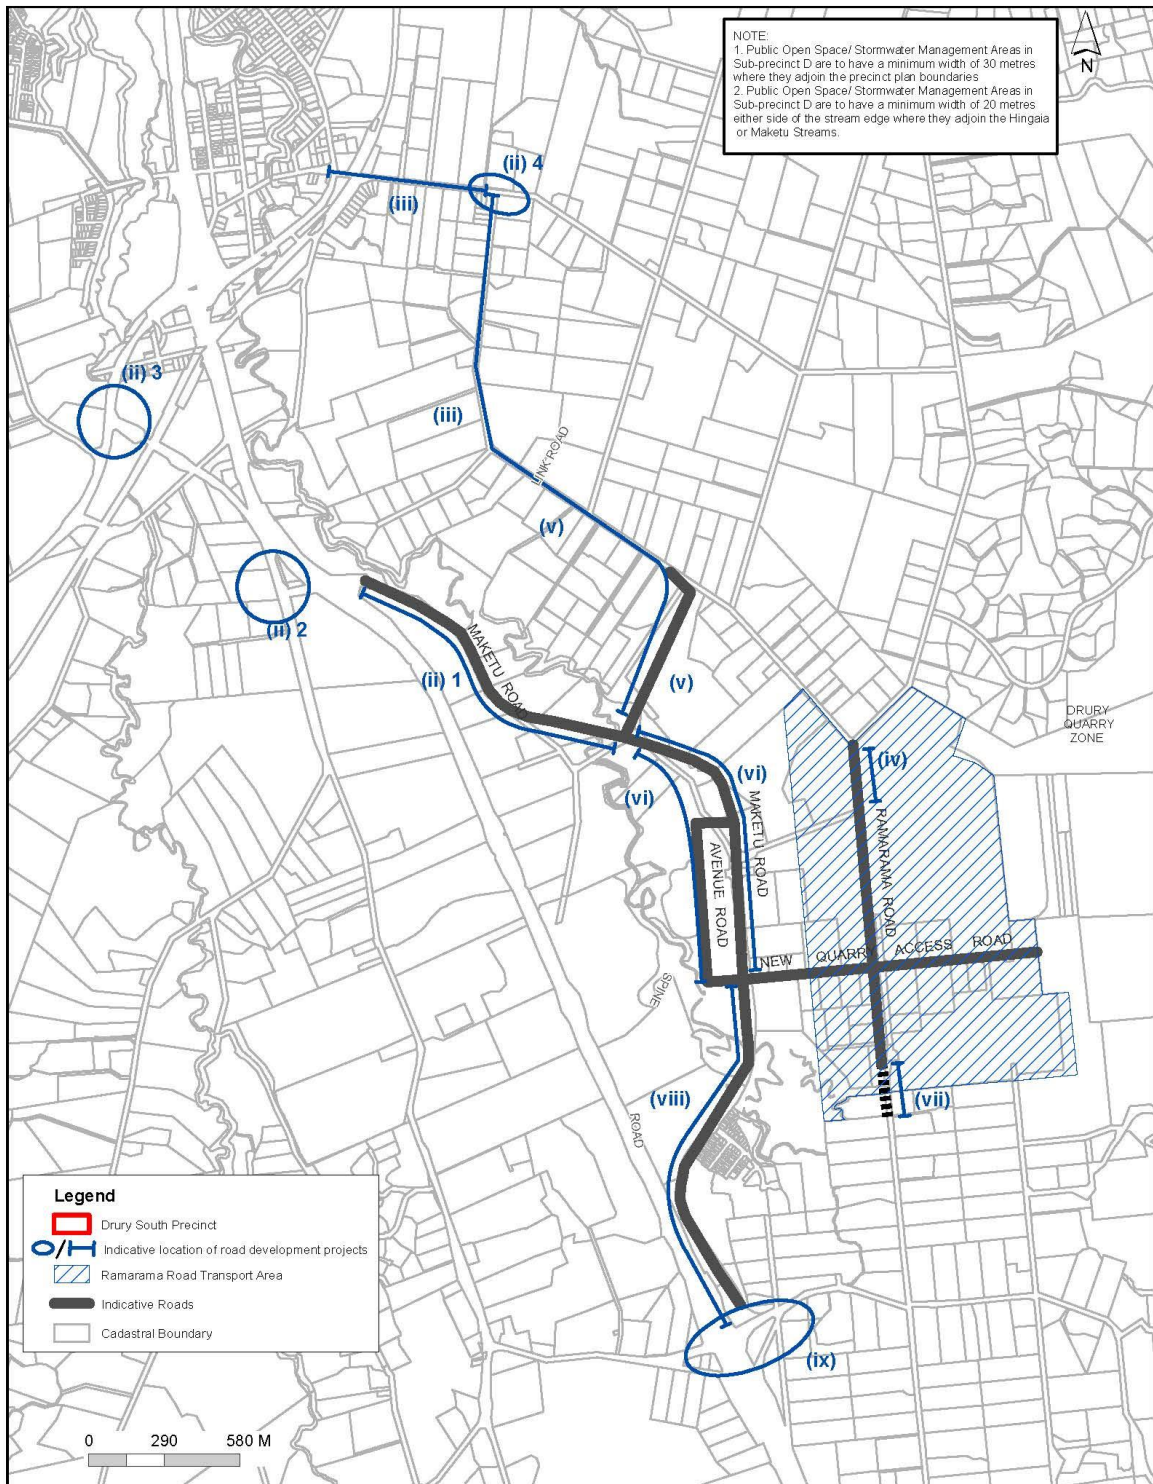 NOTE:
1. Public Open Space/ Stormwater Management Areas in
Sub-precinct D are to have a minimum width of 30 metres
where they adjoin the precinct plan boundaries
2. Public Open Space/ Stormwater Management Areas in
Sub-precinct D are to have a minimum width of 20 metres
either side of the stream edge where they adjoin the Hingaia
or Maketu Streams.
N
(ii) 4
(iii)
(ii) 3
(iii)
LINK ROAD
(v)
(ii) 2
MAKETU ROAD
(ii) 1
(v)
DRURY
QUARRY
ZONE
(iv)
(vi)
(vi)
MAKETU ROAD
RAMARAMA ROAD
AVENUE ROAD
NEW QUARRY ACCESS ROAD
SPINE
ROAD
(viii)
(vii)
(ix)
Legend
Drury South Precinct
/ Indicative location of road development projects
Ramarama Road Transport Area
Indicative Roads
Cadastral Boundary
0 290 580 M